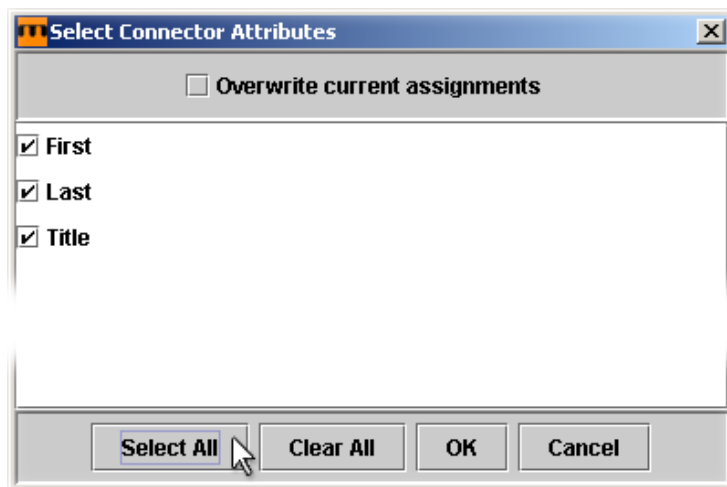 Select Connector Attributes
Overwrite current assignments
First
Last
Title
Select All Clear All OK Cancel